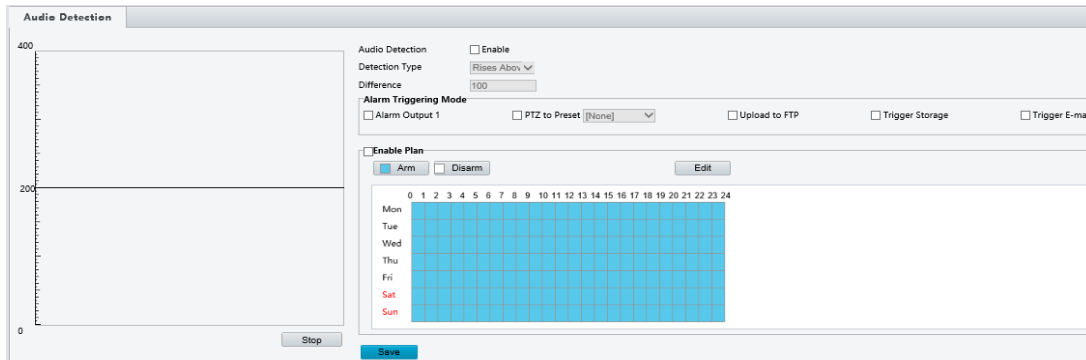 Audio Detection
400
200
0
Stop
Audio Detection Enable
Detection Type Rises Abov
Difference 100
Alarm Triggering Mode
Alarm Output 1 PTZ to Preset [None] Upload to FTP Trigger Storage Trigger E-ma
Enable Plan
Arm Disarm Edit
0 1 2 3 4 5 6 7 8 9 10 11 12 13 14 15 16 17 18 19 20 21 22 23 24
Mon
Tue
Wed
Thu
Fri
Sat
Sun
Save